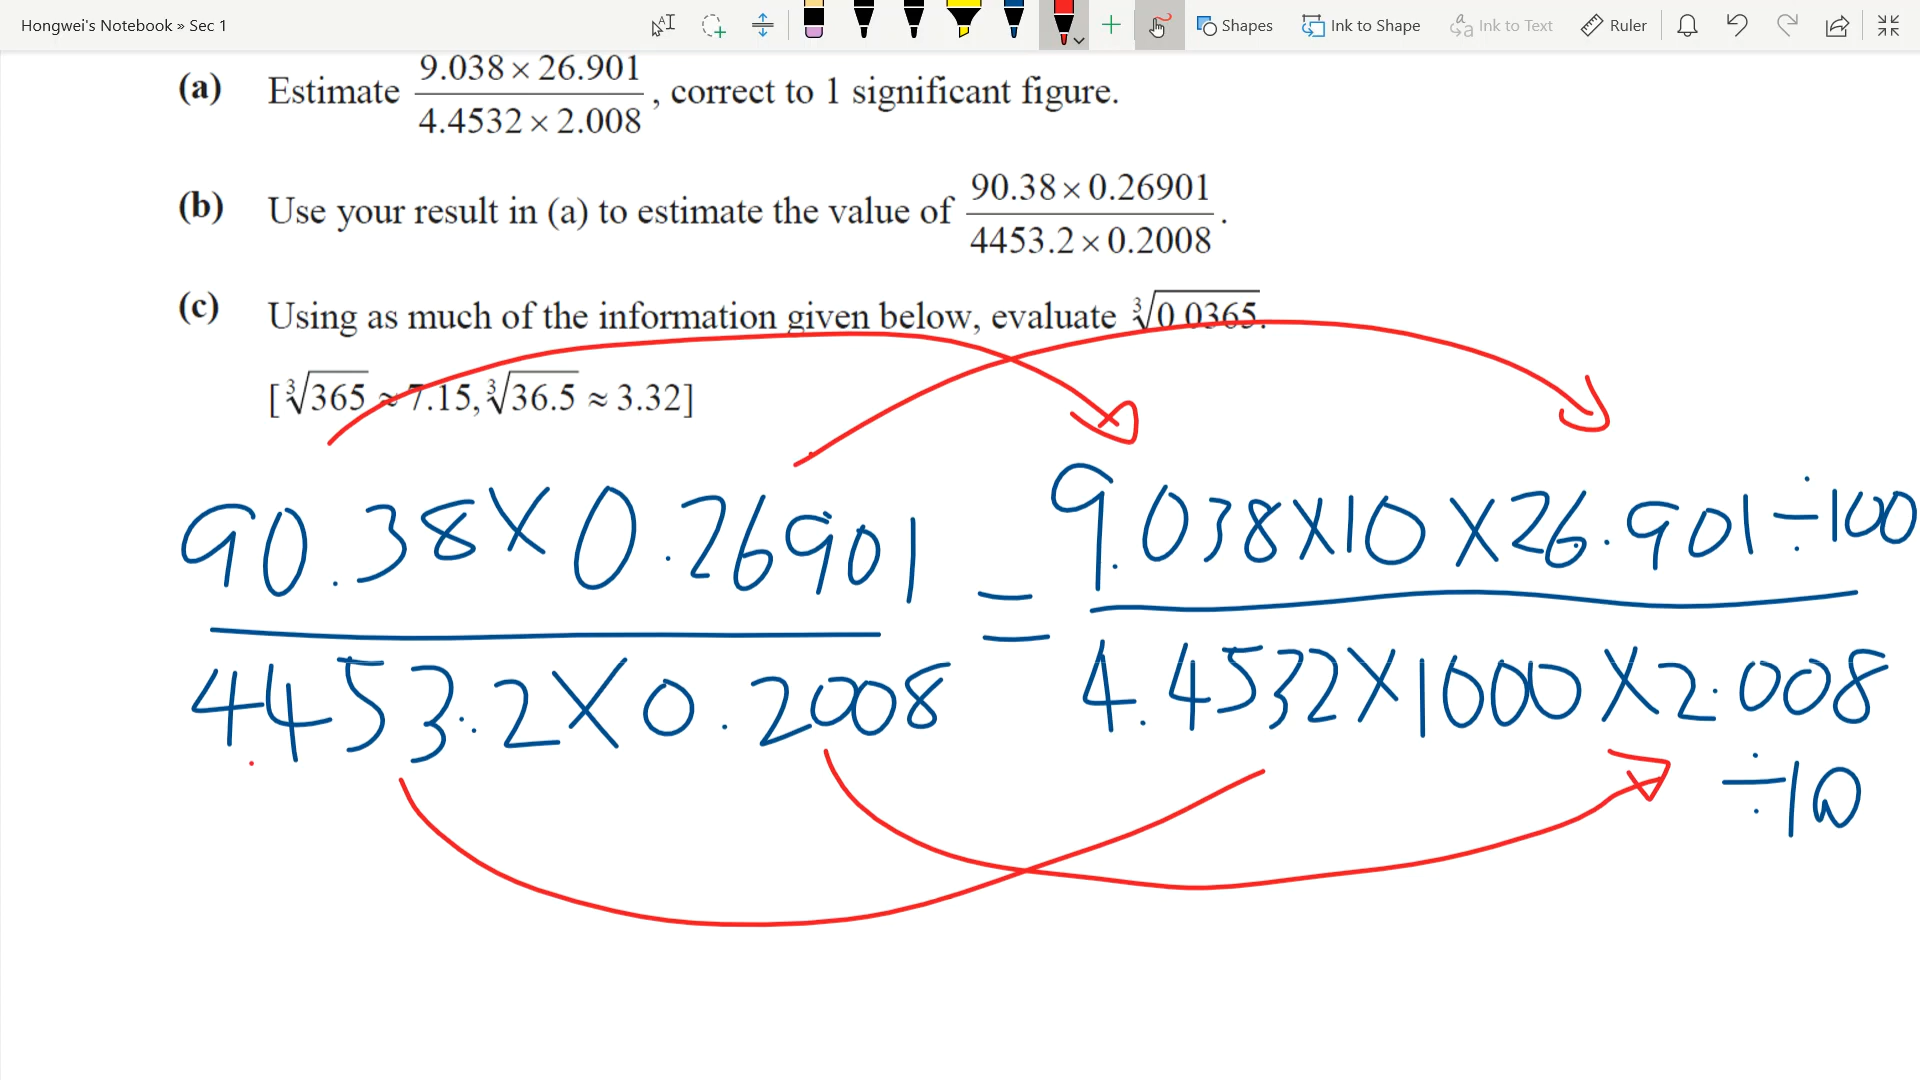 Hongwei's Notebook » Sec 1
Shapes Ink to Shape Ink to Text Ruler
(a) Estimate (9.038 × 26.901)/(4.4532 × 2.008), correct to 1 significant figure.
(b) Use your result in (a) to estimate the value of (90.38 × 0.26901)/(4453.2 × 0.2008).
(c) Using as much of the information given below, evaluate ∛0.0365.
[∛365 ≈ 7.15, ∛36.5 ≈ 3.32]
90.38 × 0.26901 = 9.038 × 10 × 26.901 ÷ 100
4453.2 × 0.2008 4.4532 × 1000 × 2.008
÷ 10